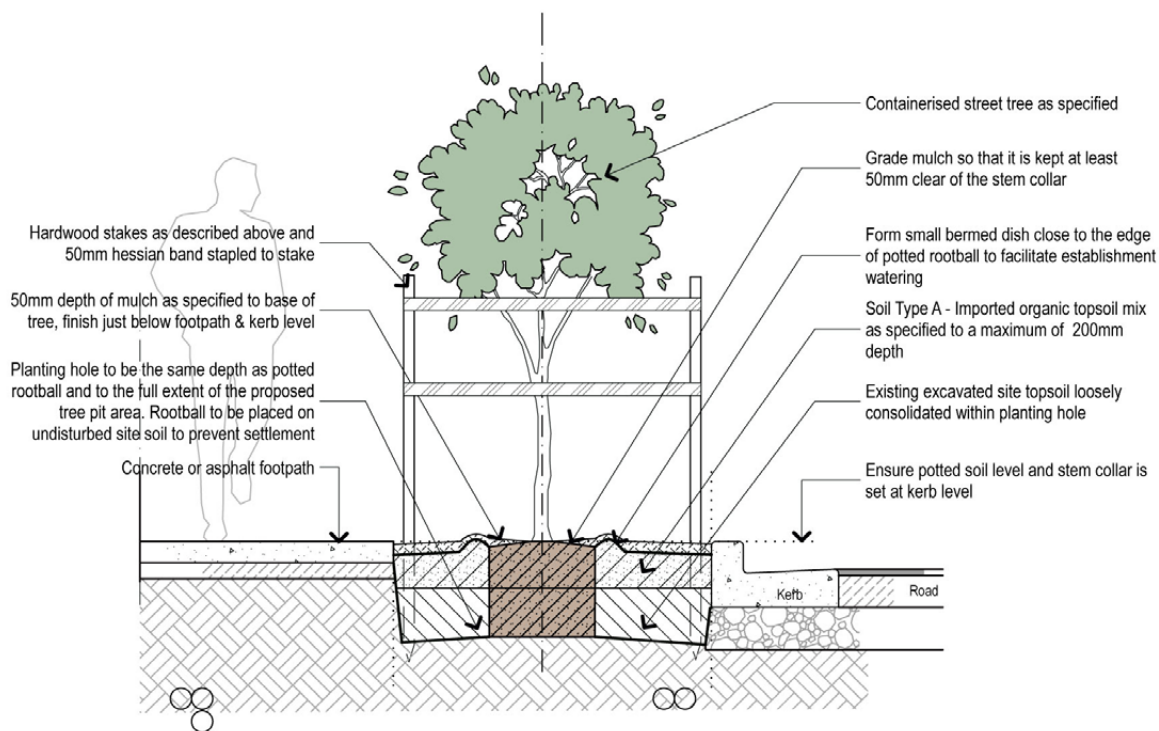 Containerised street tree as specified
Grade mulch so that it is kept at least
50mm clear of the stem collar
Hardwood stakes as described above and
50mm hessian band stapled to stake
Form small bermed dish close to the edge
of potted rootball to facilitate establishment
watering
50mm depth of mulch as specified to base of
tree, finish just below footpath & kerb level
Soil Type A - Imported organic topsoil mix
as specified to a maximum of 200mm
depth
Planting hole to be the same depth as potted
rootball and to the full extent of the proposed
tree pit area. Rootball to be placed on
undisturbed site soil to prevent settlement
Existing excavated site topsoil loosely
consolidated within planting hole
Concrete or asphalt footpath
Ensure potted soil level and stem collar is
set at kerb level
Kerb
Road